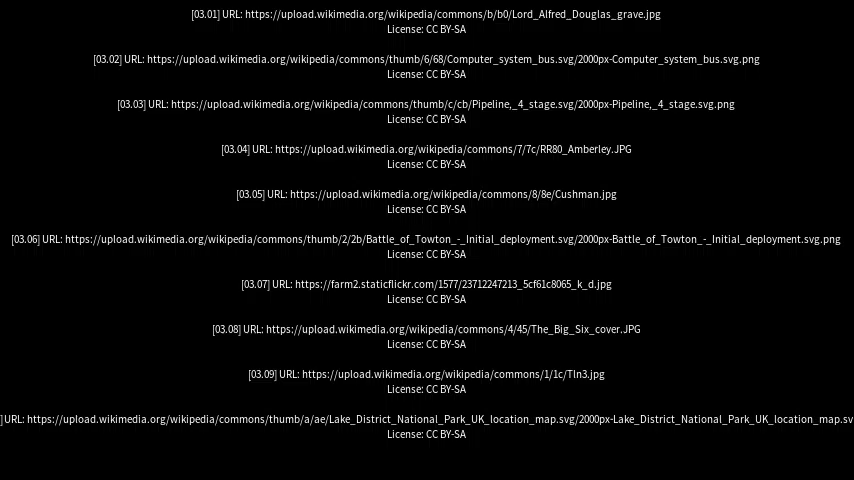 [03.01] URL: https://upload.wikimedia.org/wikipedia/commons/b/b0/Lord_Alfred_Douglas_grave.jpg
License: CC BY-SA
[03.02] URL: https://upload.wikimedia.org/wikipedia/commons/thumb/6/68/Computer_system_bus.svg/2000px-Computer_system_bus.svg.png
License: CC BY-SA
[03.03] URL: https://upload.wikimedia.org/wikipedia/commons/thumb/c/cb/Pipeline,_4_stage.svg/2000px-Pipeline,_4_stage.svg.png
License: CC BY-SA
[03.04] URL: https://upload.wikimedia.org/wikipedia/commons/7/7c/RR80_Amberley.JPG
License: CC BY-SA
[03.05] URL: https://upload.wikimedia.org/wikipedia/commons/8/8e/Cushman.jpg
License: CC BY-SA
[03.06] URL: https://upload.wikimedia.org/wikipedia/commons/thumb/2/2b/Battle_of_Towton_-_Initial_deployment.svg/2000px-Battle_of_Towton_-_Initial_deployment.svg.png
License: CC BY-SA
[03.07] URL: https://farm2.staticflickr.com/1577/23712247213_5cf61c8065_k_d.jpg
License: CC BY-SA
[03.08] URL: https://upload.wikimedia.org/wikipedia/commons/4/45/The_Big_Six_cover.JPG
License: CC BY-SA
[03.09] URL: https://upload.wikimedia.org/wikipedia/commons/1/1c/Tln3.jpg
License: CC BY-SA
] URL: https://upload.wikimedia.org/wikipedia/commons/thumb/a/ae/Lake_District_National_Park_UK_location_map.svg/2000px-Lake_District_National_Park_UK_location_map.sv
License: CC BY-SA